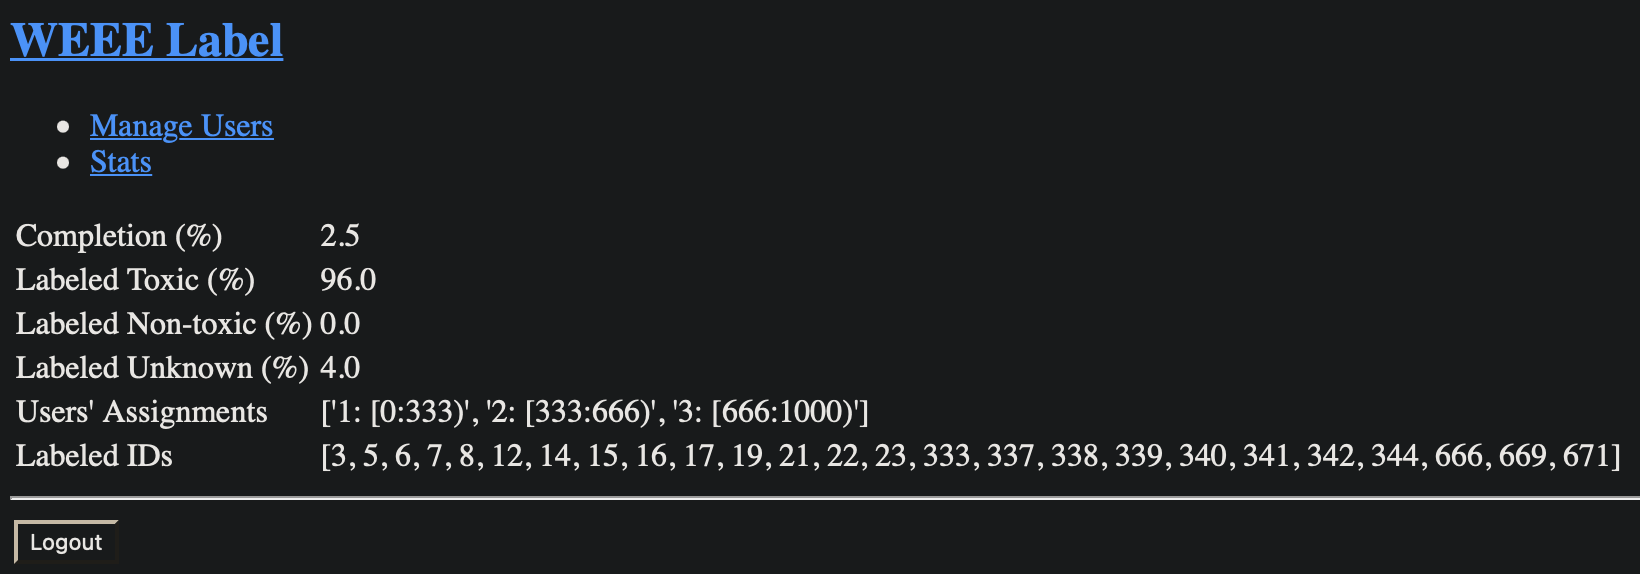 WEEE Label
Manage Users
Stats
Completion (%) 2.5
Labeled Toxic (%) 96.0
Labeled Non-toxic (%) 0.0
Labeled Unknown (%) 4.0
Users' Assignments ['1: [0:333)', '2: [333:666)', '3: [666:1000)']
Labeled IDs [3, 5, 6, 7, 8, 12, 14, 15, 16, 17, 19, 21, 22, 23, 333, 337, 338, 339, 340, 341, 342, 344, 666, 669, 671]
Logout